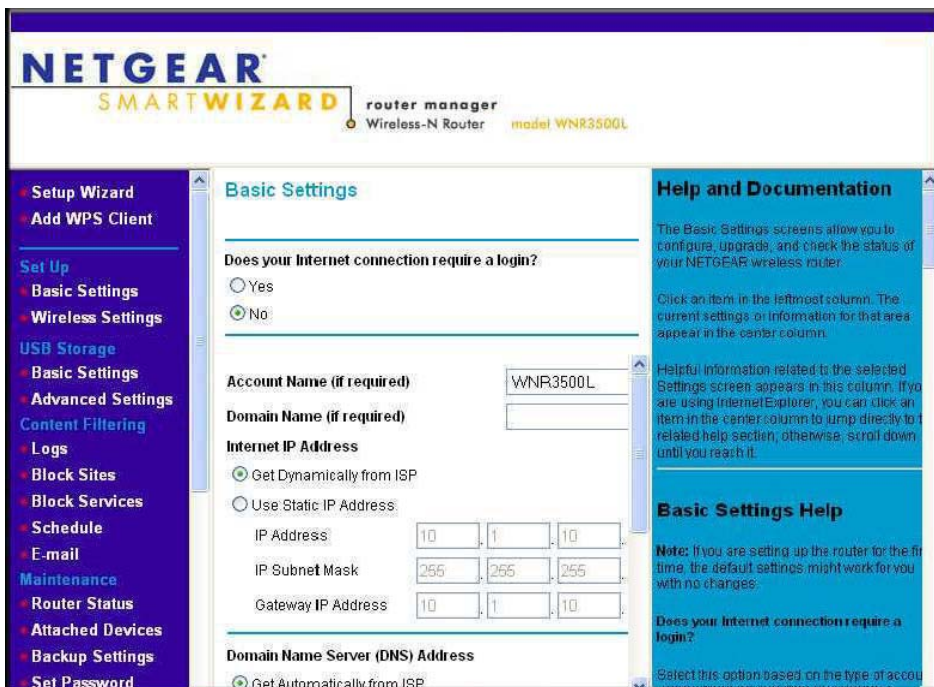 NETGEAR
SMARTWIZARD
router manager
Wireless-N Router model WNR3500L
Setup Wizard
Add WPS Client
Set Up
Basic Settings
Wireless Settings
USB Storage
Basic Settings
Advanced Settings
Content Filtering
Logs
Block Sites
Block Services
Schedule
E-mail
Maintenance
Router Status
Attached Devices
Backup Settings
Set Password
Basic Settings
Does your Internet connection require a login?
Yes
No
Account Name (if required) WNR3500L
Domain Name (if required)
Internet IP Address
Get Dynamically from ISP
Use Static IP Address
IP Address 10 . 1 . 10 .
IP Subnet Mask 255 . 255 . 255 .
Gateway IP Address 10 . 1 . 10 .
Domain Name Server (DNS) Address
Get Automatically from ISP
Help and Documentation
The Basic Settings screens allow you to
configure, upgrade, and check the status of
your NETGEAR wireless router.
Click an item in the leftmost column. The
current settings or information for that area
appear in the center column.
Helpful information related to the selected
Settings screen appears in this column. If yo
are using Internet Explorer, you can click an
item in the center column to jump directly to t
related help section; otherwise, scroll down
until you reach it.
Basic Settings Help
Note: If you are setting up the router for the fir
time, the default settings might work for you
with no changes.
Does your Internet connection require a
login?
Select this option based on the type of accou